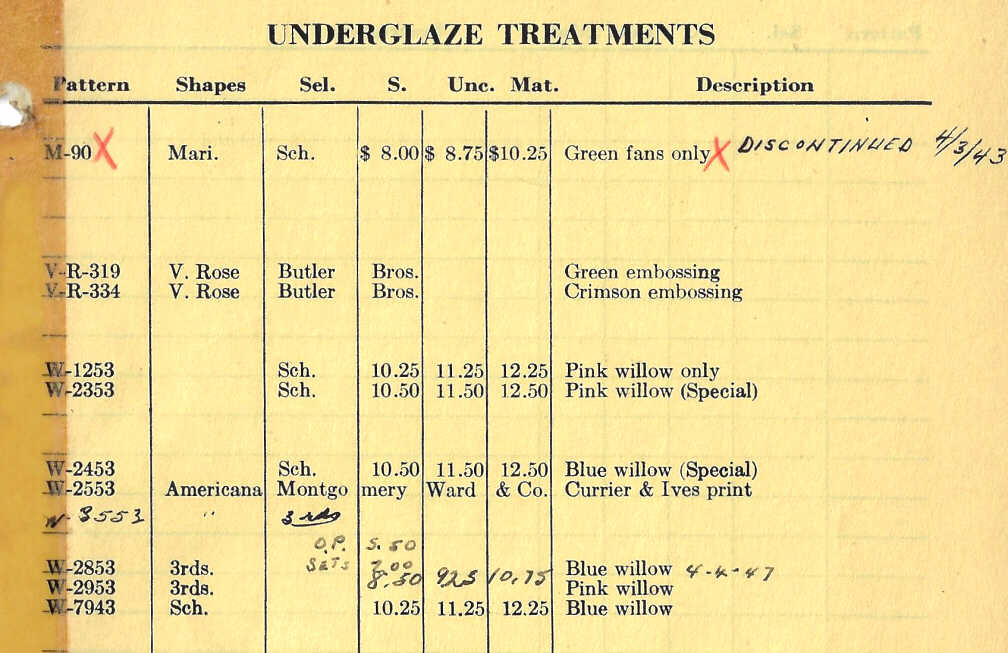 UNDERGLAZE TREATMENTS
Pattern Shapes Sel. S. Unc. Mat. Description
M-90 X Mari. Sch. $ 8.00 $ 8.75 $10.25 Green fans only X DISCONTINUED 4/3/43
V-R-319 V. Rose Butler Bros. Green embossing
V-R-334 V. Rose Butler Bros. Crimson embossing
W-1253 Sch. 10.25 11.25 12.25 Pink willow only
W-2353 Sch. 10.50 11.50 12.50 Pink willow (Special)
W-2453 Sch. 10.50 11.50 12.50 Blue willow (Special)
W-2553 Americana Montgo mery Ward & Co. Currier & Ives print
W-3553 " 3rds
O.P. 5.50
SETS 7.00
W-2853 3rds. 8.50 925 10.75 Blue willow 4-4-47
W-2953 3rds. Pink willow
W-7943 Sch. 10.25 11.25 12.25 Blue willow